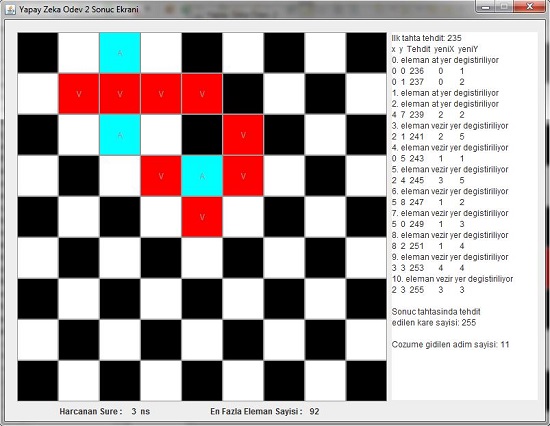 Yapay Zeka Odev 2 Sonuc Ekrani
A
V V V V
A V
V A V
V
Ilk tahta tehdit: 235
x y Tehdit yeniX yeniY
0. eleman at yer degistiriliyor
0 0 236 0 1
0 1 237 0 2
1. eleman at yer degistiriliyor
2. eleman at yer degistiriliyor
4 7 239 2 2
3. eleman vezir yer degistiriliyor
2 1 241 2 5
4. eleman vezir yer degistiriliyor
0 5 243 1 1
5. eleman vezir yer degistiriliyor
2 4 245 3 5
6. eleman vezir yer degistiriliyor
5 8 247 1 2
7. eleman vezir yer degistiriliyor
5 0 249 1 3
8. eleman vezir yer degistiriliyor
8 2 251 1 4
9. eleman vezir yer degistiriliyor
3 3 253 4 4
10. eleman vezir yer degistiriliyor
2 3 255 3 3
Sonuc tahtasinda tehdit
edilen kare sayisi: 255
Cozume gidilen adim sayisi: 11
Harcanan Sure : 3 ns En Fazla Eleman Sayisi : 92